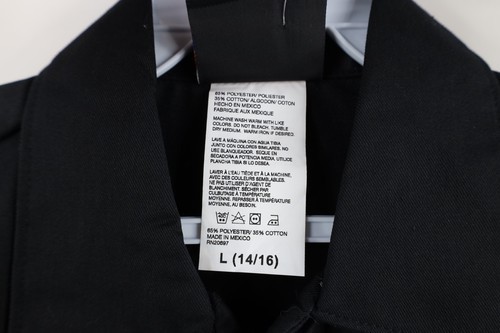 65% POLYESTER/ POLIESTER
35% COTTON/ ALGODON/ COTON
HECHO EN MEXICO
FABRIQUE AUX MEXIQUE
MACHINE WASH WARM WITH LIKE
COLORS. DO NOT BLEACH. TUMBLE
DRY MEDIUM. WARM IRON IF DESIRED.
LAVE A MAQUINA CON AGUA TIBIA.
JUNTO CON COLORES SIMILARES. NO
USE BLANQUEADOR. SEQUE EN
SECADORA A POTENCIA MEDIA. UTILICE
PLANCHA TIBIA SI LO DESEA.
LAVER À L'EAU TIÈDE ET À LA MACHINE.
AVEC DES COULEURS SEMBLABLES.
NE PAS UTILISER D'AGENT DE
BLANCHIMENT. SÉCHER PAR
CULBUTAGE À TEMPÉRATURE
MOYENNE. REPASSER À TEMPÉRATURE
MOYENNE. AU BESOIN.
65% POLYESTER/ 35% COTTON
MADE IN MEXICO
RN20697
L (14/16)